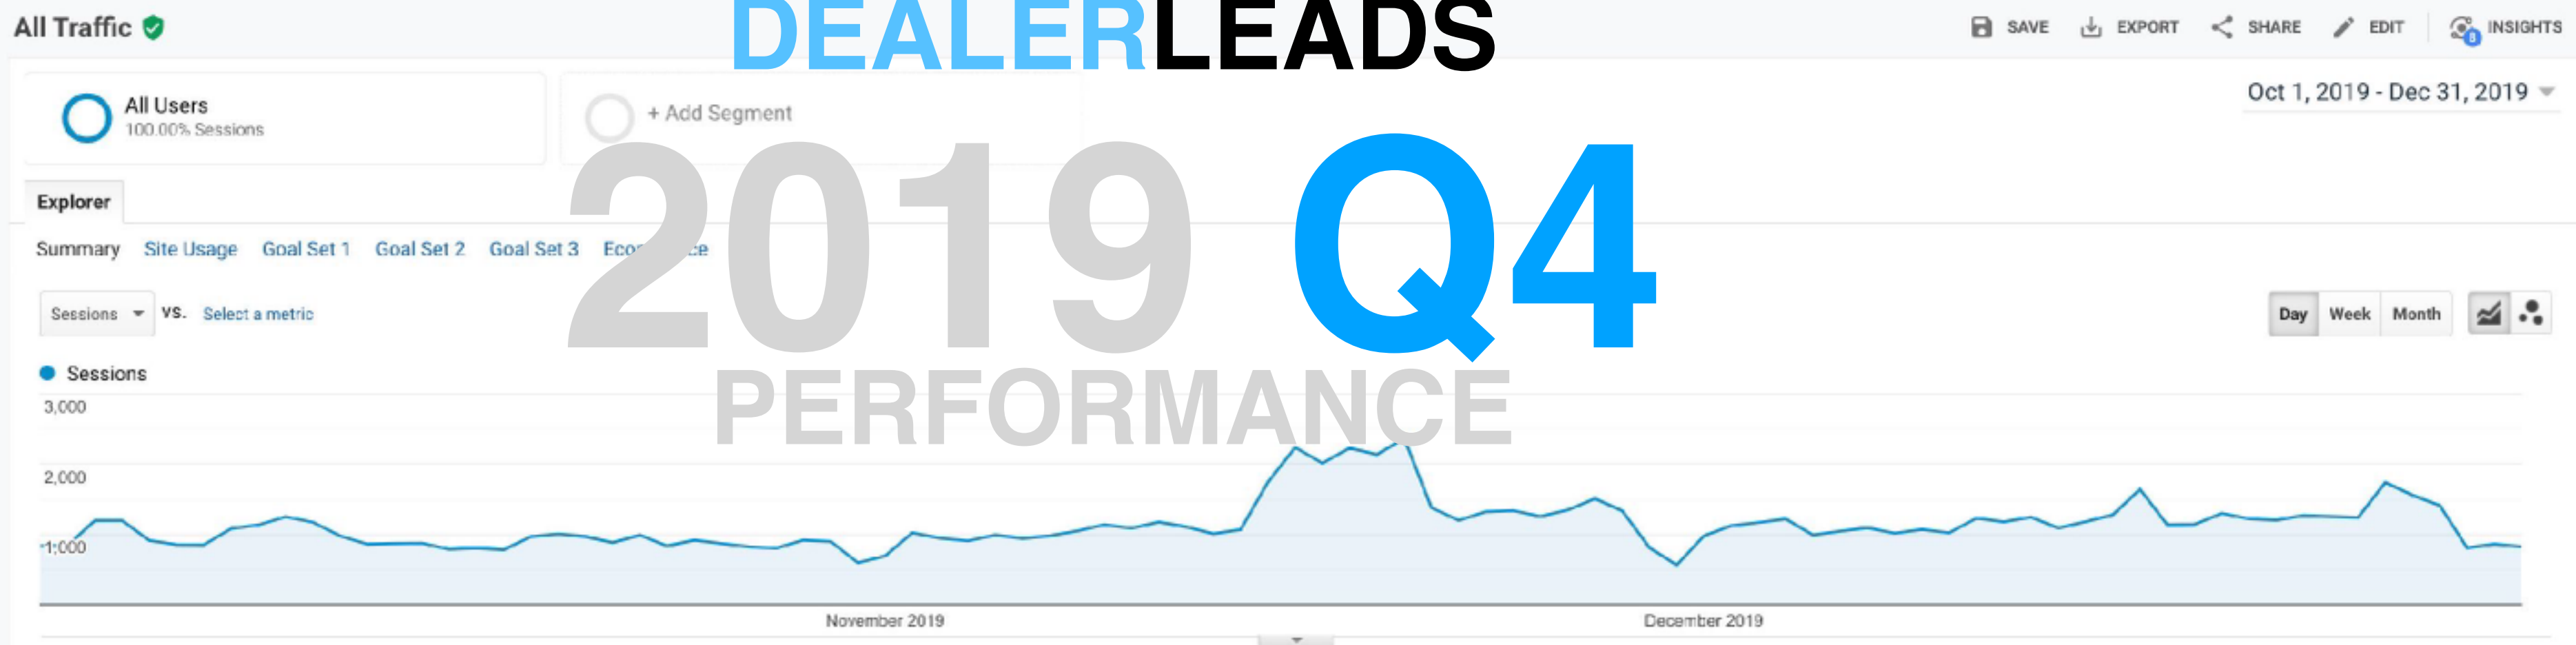 All Traffic
DEALERLEADS
SAVE EXPORT SHARE EDIT 8 INSIGHTS
All Users
100.00% Sessions
+ Add Segment
Oct 1, 2019 - Dec 31, 2019
2019 Q4
PERFORMANCE
Explorer
Summary Site Usage Goal Set 1 Goal Set 2 Goal Set 3
Sessions VS. Select a metric
Day Week Month
Sessions
3,000
2,000
1,000
November 2019 December 2019